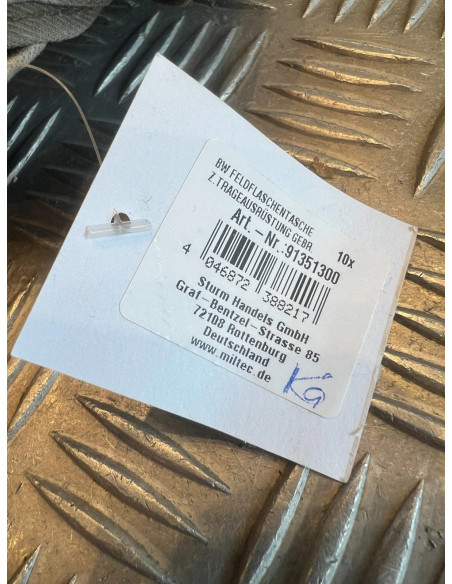 BW FELDFLASCHENTASCHE
Z.TRAGEAUSRÜSTUNG GEBR.
10x
Art.-Nr.:91351300
4 046872 388217
Sturm Handels GmbH
Graf-Bentzel-Strasse 85
72108 Rottenburg
Deutschland
www.miltec.de